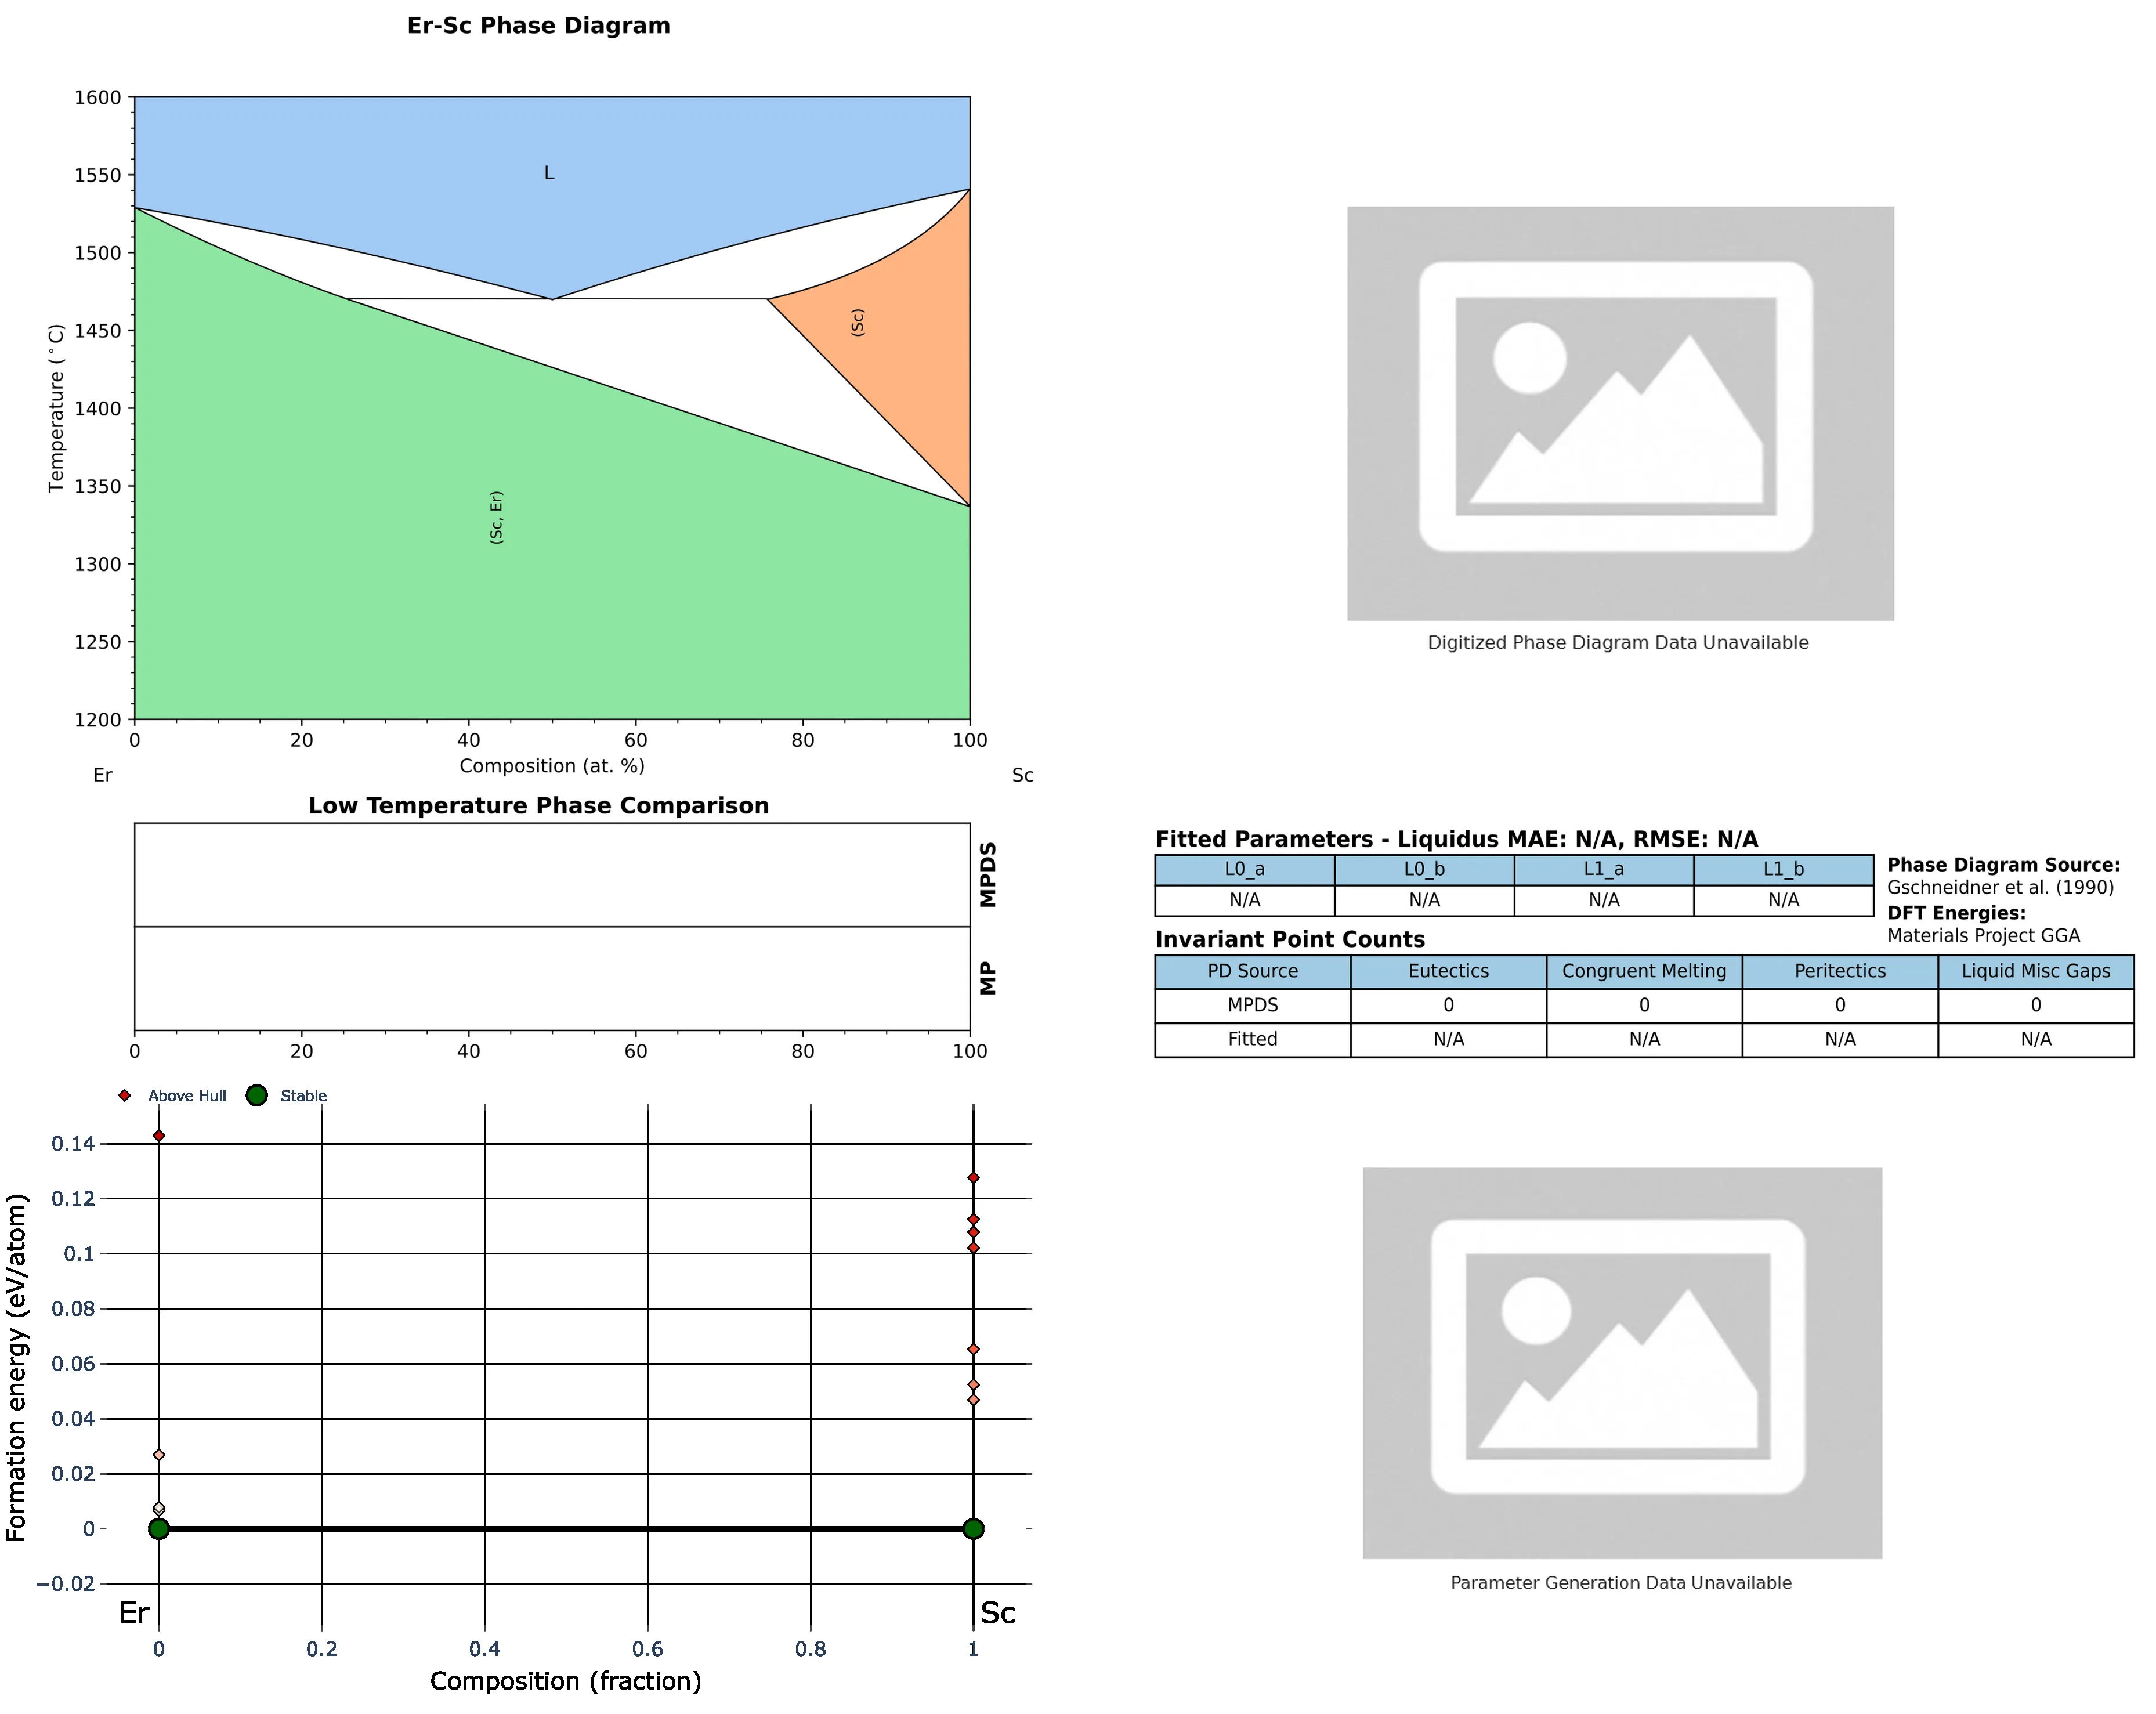 Er-Sc Phase Diagram
1600
1550
1500
1450
1400
1350
1300
1250
1200
Temperature (°C)
L
(Sc)
(Sc, Er)
0 20 40 60 80 100
Composition (at. %)
Er Sc
Digitized Phase Diagram Data Unavailable
Low Temperature Phase Comparison
MPDS
MP
0 20 40 60 80 100
Fitted Parameters - Liquidus MAE: N/A, RMSE: N/A
L0_a L0_b L1_a L1_b
N/A N/A N/A N/A
Phase Diagram Source:
Gschneidner et al. (1990)
DFT Energies:
Materials Project GGA
Invariant Point Counts
PD Source Eutectics Congruent Melting Peritectics Liquid Misc Gaps
MPDS 0 0 0 0
Fitted N/A N/A N/A N/A
Above Hull Stable
0.14
0.12
0.1
0.08
0.06
0.04
0.02
0
−0.02
Formation energy (eV/atom)
Er Sc
0 0.2 0.4 0.6 0.8 1
Composition (fraction)
Parameter Generation Data Unavailable